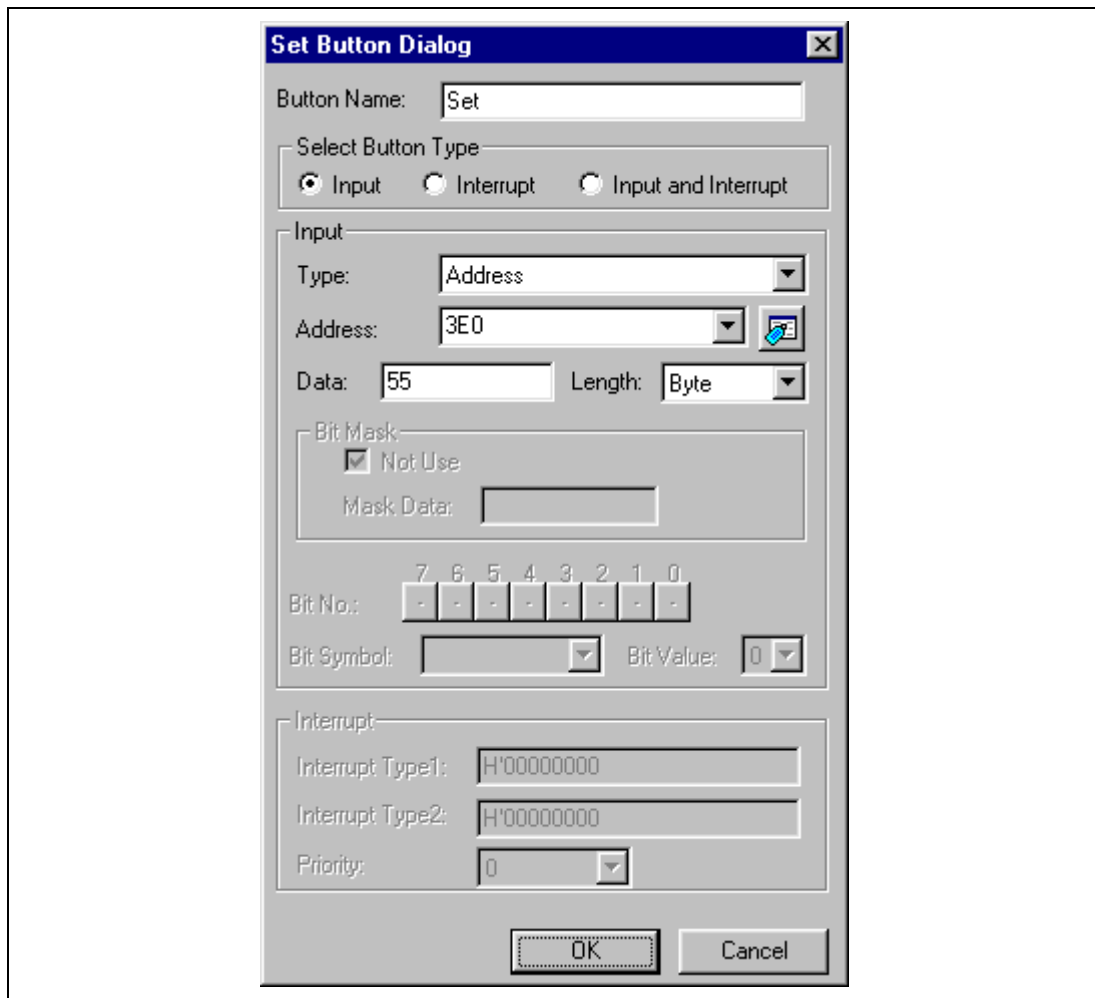 Set Button Dialog
Button Name: Set
Select Button Type
Input Interrupt Input and Interrupt
Input
Type: Address
Address: 3E0
Data: 55 Length: Byte
Bit Mask
Not Use
Mask Data:
7 6 5 4 3 2 1 0
Bit No.: - - - - - - - -
Bit Symbol: Bit Value: 0
Interrupt
Interrupt Type1: H'00000000
Interrupt Type2: H'00000000
Priority: 0
OK Cancel